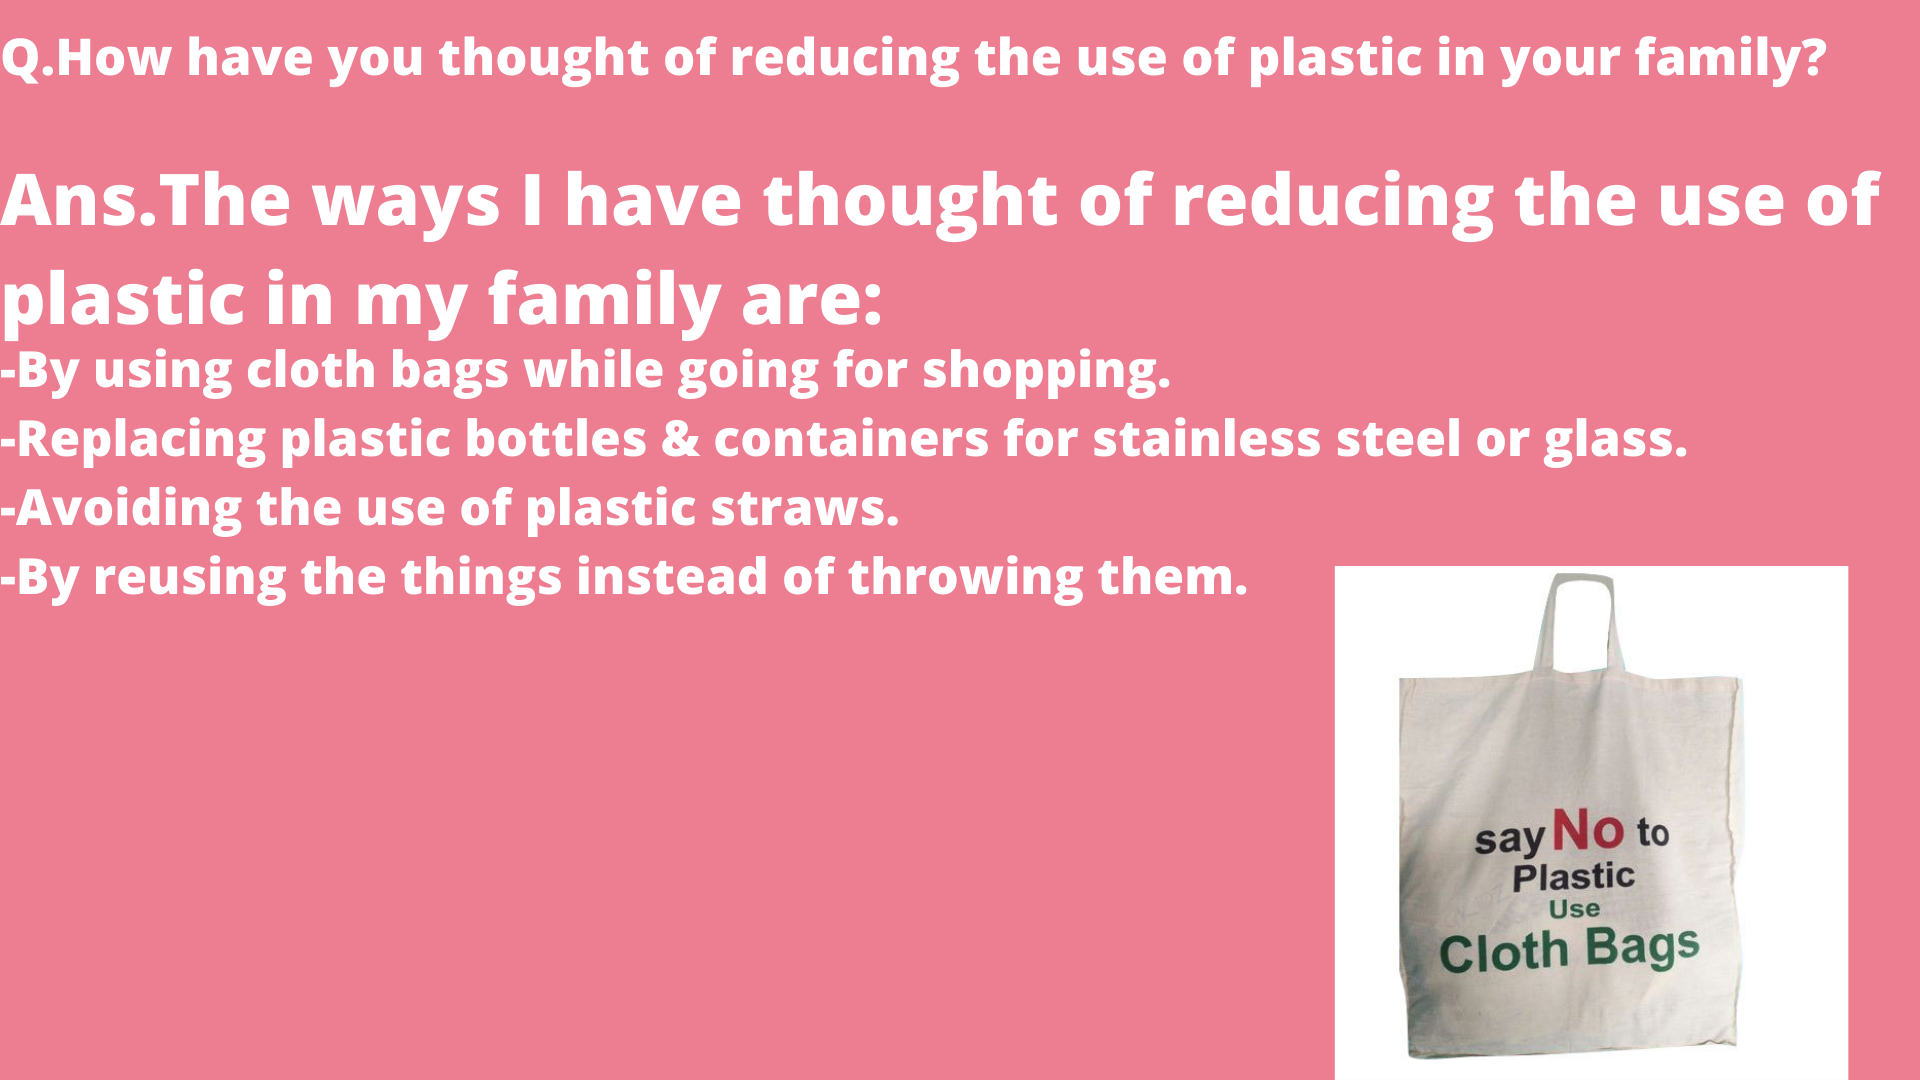 Q.How have you thought of reducing the use of plastic in your family?
Ans.The ways I have thought of reducing the use of
plastic in my family are:
-By using cloth bags while going for shopping.
-Replacing plastic bottles & containers for stainless steel or glass.
-Avoiding the use of plastic straws.
-By reusing the things instead of throwing them.
say No to
Plastic
Use
Cloth Bags